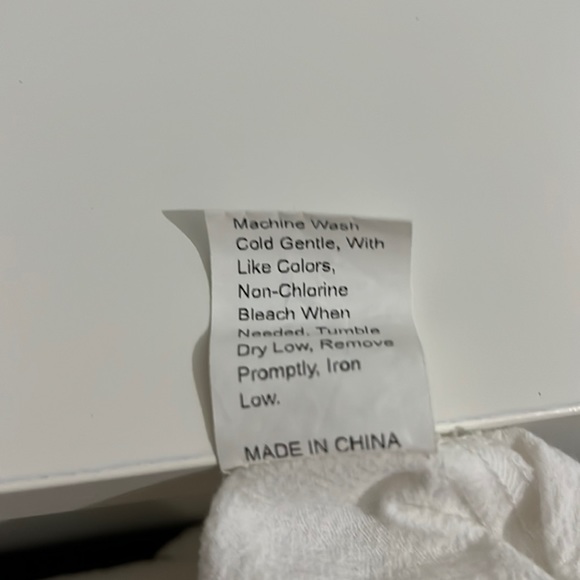 Machine Wash
Cold Gentle, With
Like Colors,
Non-Chlorine
Bleach When
Needed, Tumble
Dry Low, Remove
Promptly, Iron
Low.
MADE IN CHINA